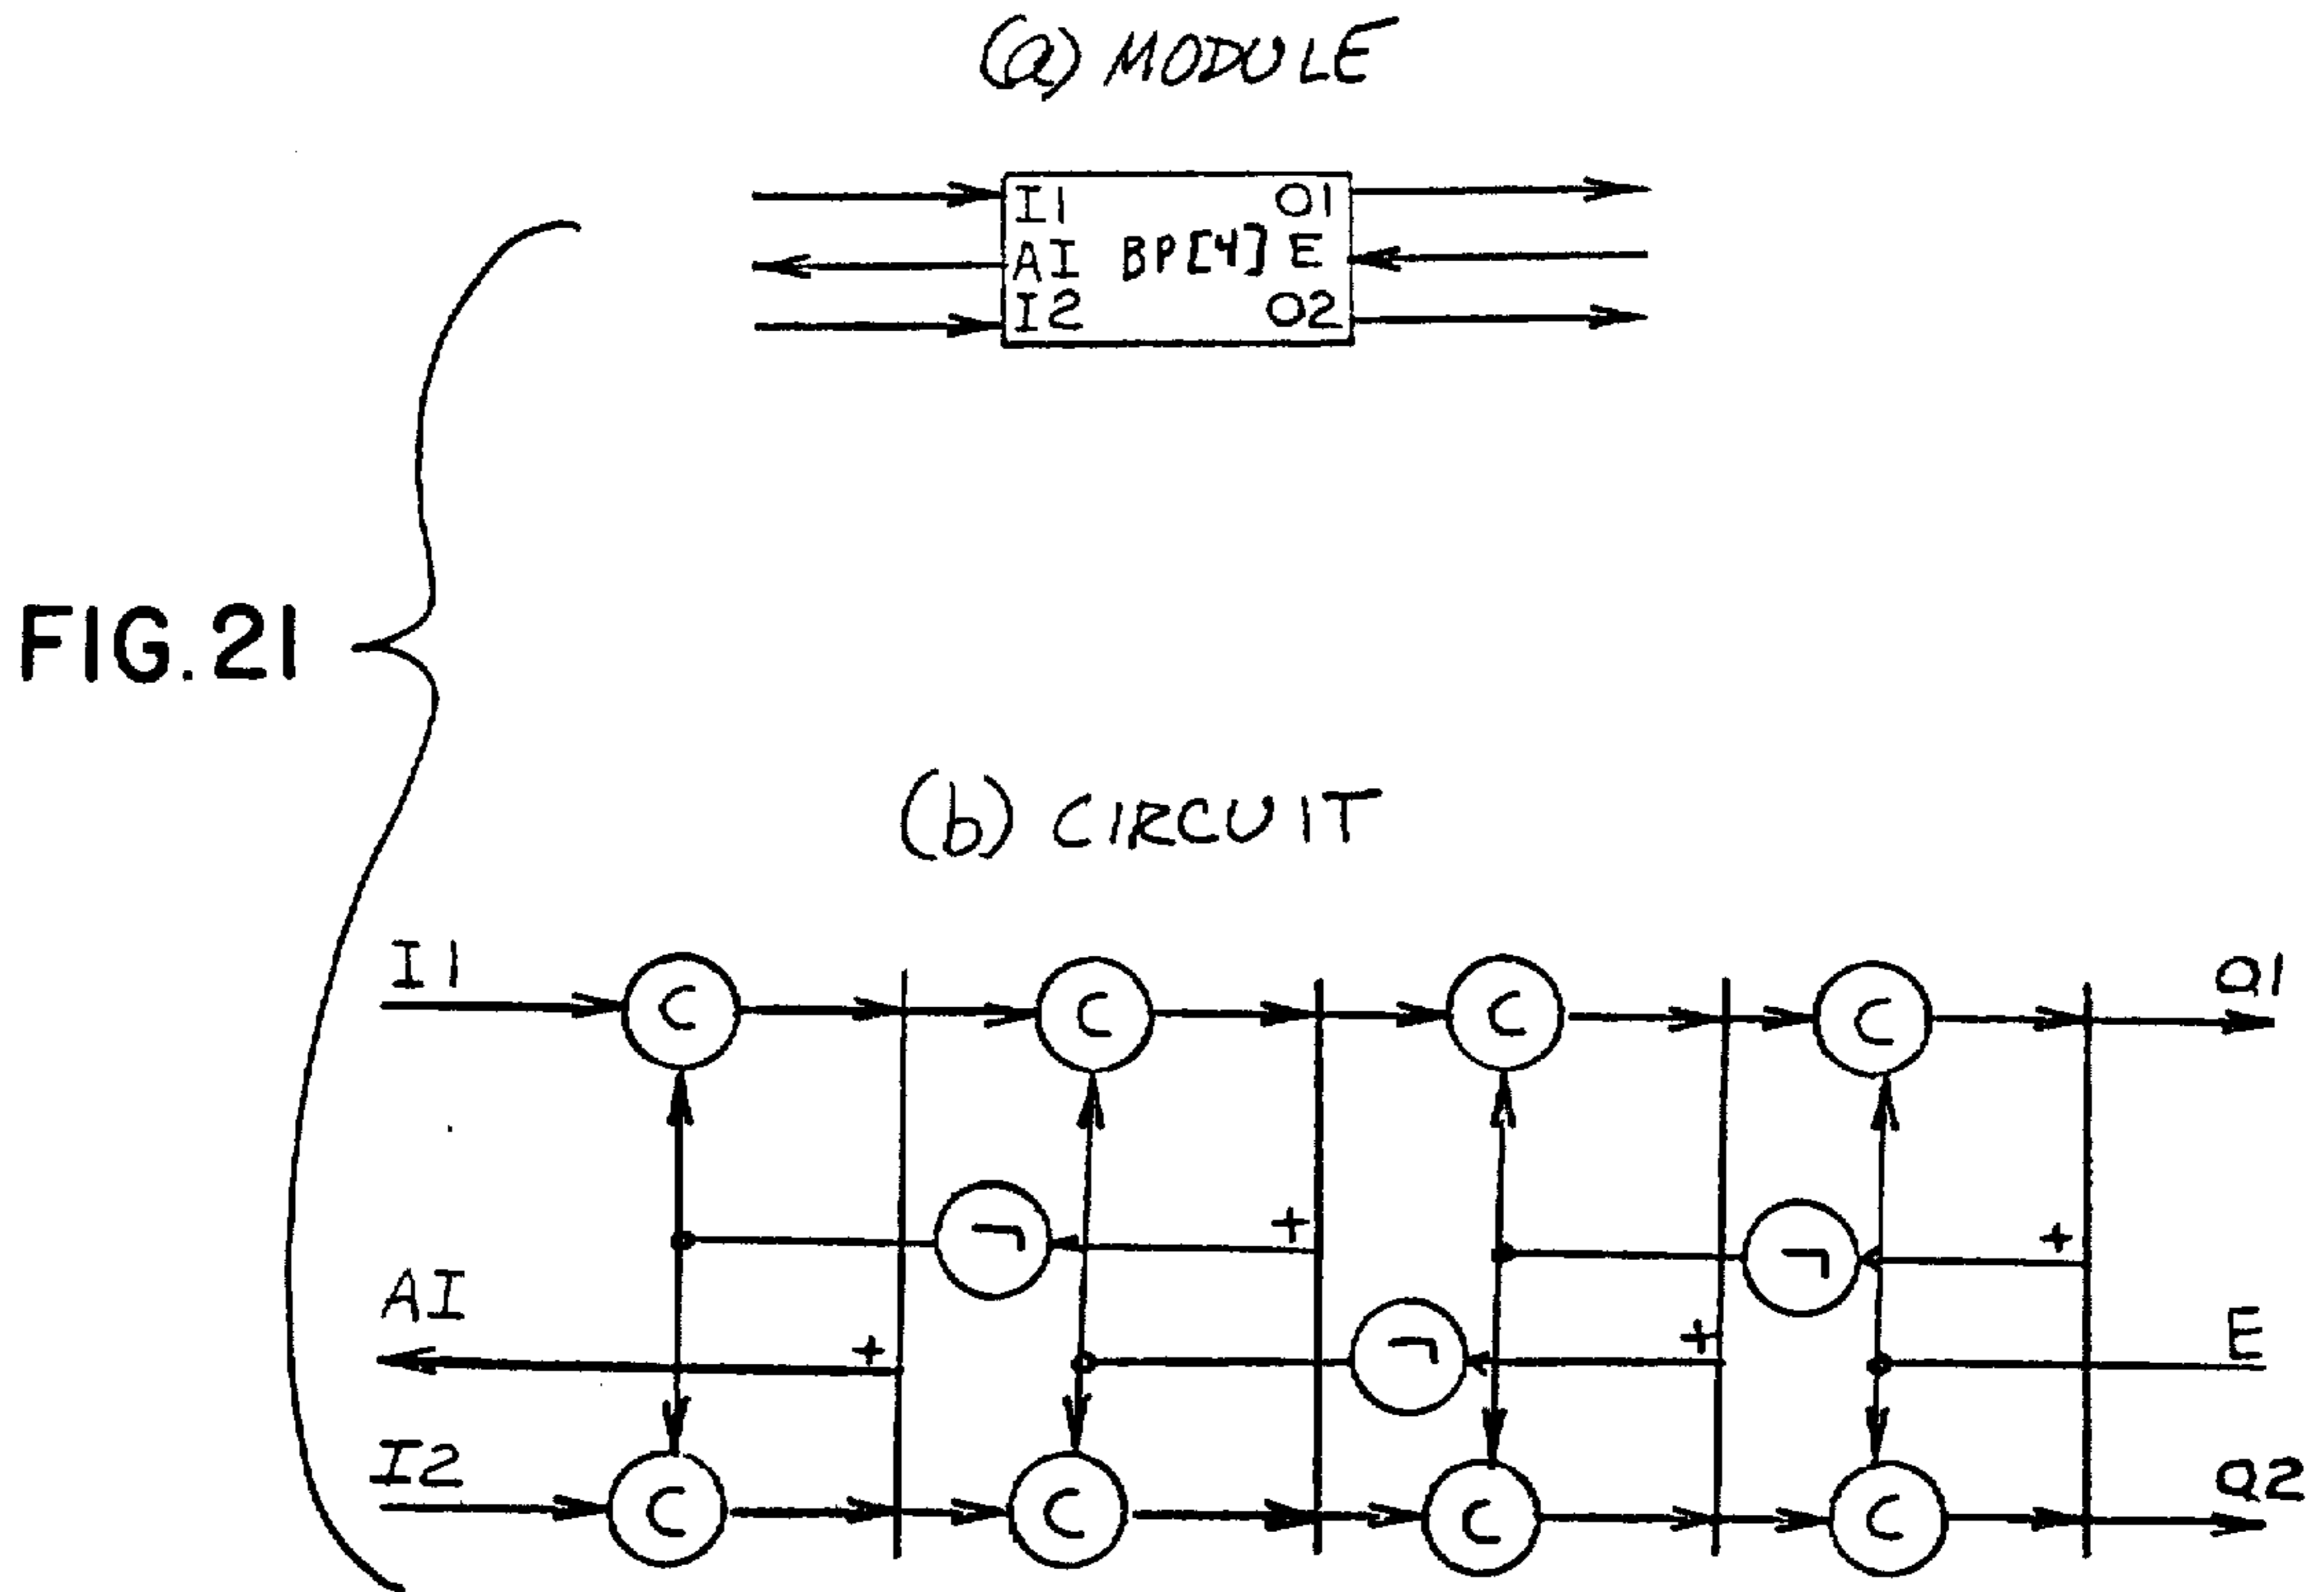 (a) MODULE
I1 O1
AI BP[4] E
I2 O2
FIG.21
(b) CIRCUIT
I1 C C C C O1
¬ + ¬ +
AI + ¬ + E
I2 C C C C O2